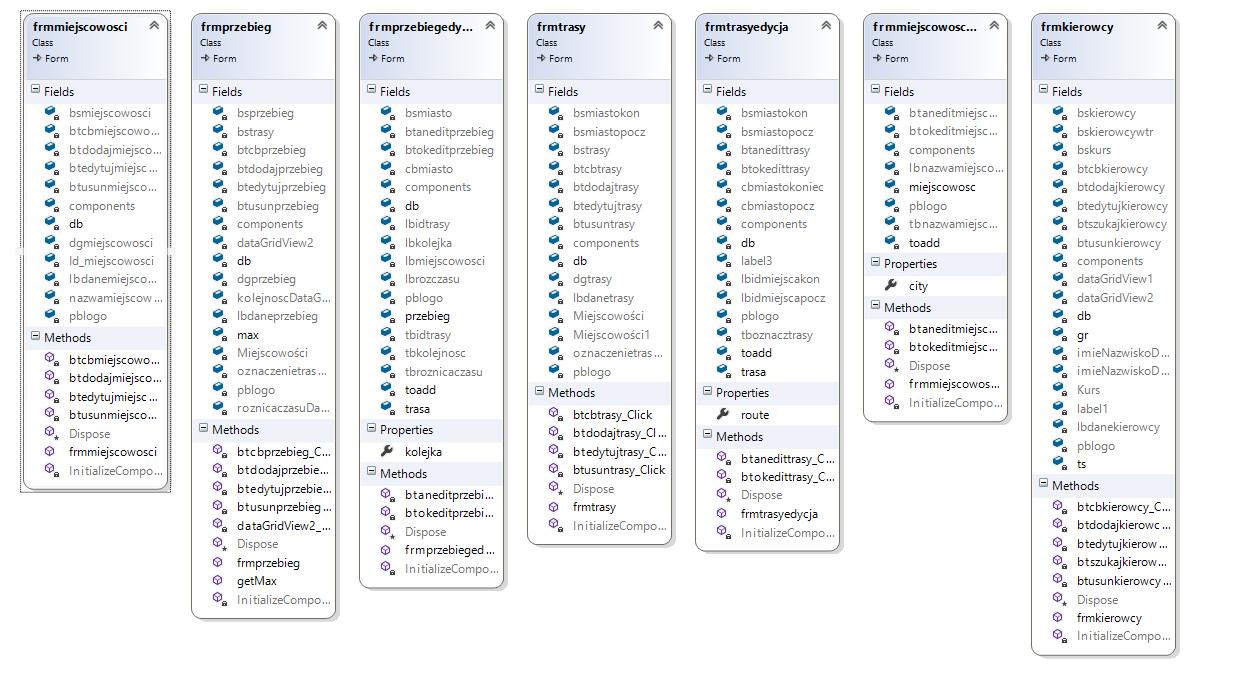 frmmiejscowosci
Class
Form
Fields
bsmiejscowosci
btcbmiejscowo...
btdodajmiejsco...
btedytujmiejsc...
btusunmiejsco...
components
db
dgmiejscowosci
Id_miejscowosci
lbdanemiejsco...
nazwamiejscow...
pblogo
Methods
btcbmiejscowo...
btdodajmiejsco...
btedytujmiejsc...
btusunmiejsco...
Dispose
frmmiejscowosci
InitializeCompo...
frmprzebieg
Class
Form
Fields
bsprzebieg
bstrasy
btcbprzebieg
btdodajprzebieg
btedytujprzebieg
btusunprzebieg
components
dataGridView2
db
dgprzebieg
kolejnoscDataG...
lbdaneprzebieg
max
Miejscowości
oznaczenietras...
pblogo
roznicaczasuDa...
Methods
btcbprzebieg_C...
btdodajprzebie...
btedytujprzebie...
btusunprzebieg...
dataGridView2_...
Dispose
frmprzebieg
getMax
InitializeCompo...
frmprzebiegedy...
Class
Form
Fields
bsmiasto
btaneditprzebieg
btokeditprzebieg
cbmiasto
components
db
lbidtrasy
lbkolejka
lbmiejscowosci
lbrozczasu
pblogo
przebieg
tbidtrasy
tbkolejnosc
tbroznicaczasu
toadd
trasa
Properties
kolejka
Methods
btaneditprzebi...
btokeditprzebi...
Dispose
frmprzebieged...
InitializeCompo...
frmtrasy
Class
Form
Fields
bsmiastokon
bsmiastopocz
bstrasy
btcbtrasy
btdodajtrasy
btedytujtrasy
btusuntrasy
components
db
dgtrasy
lbdanetrasy
Miejscowości
Miejscowości1
oznaczenietras...
pblogo
Methods
btcbtrasy_Click
btdodajtrasy_Cl...
btedytujtrasy_C...
btusuntrasy_Click
Dispose
frmtrasy
InitializeCompo...
frmtrasyedycja
Class
Form
Fields
bsmiastokon
bsmiastopocz
btanedittrasy
btokedittrasy
cbmiastokoniec
cbmiastopocz
components
db
label3
lbidmiejscakon
lbidmiejscapocz
pblogo
tboznacztrasy
toadd
trasa
Properties
route
Methods
btanedittrasy_C...
btokedittrasy_C...
Dispose
frmtrasyedycja
InitializeCompo...
frmmiejscowosc...
Class
Form
Fields
btaneditmiejsc...
btokeditmiejsc...
components
lbnazwamiejsco...
miejscowosc
pblogo
tbnazwamiejsc...
toadd
Properties
city
Methods
btaneditmiejsc...
btokeditmiejsc...
Dispose
frmmiejscowos...
InitializeCompo...
frmkierowcy
Class
Form
Fields
bskierowcy
bskierowcywtr
bskurs
btcbkierowcy
btdodajkierowcy
btedytujkierowcy
btszukajkierowcy
btusunkierowcy
components
dataGridView1
dataGridView2
db
gr
imieNazwiskoD...
imieNazwiskoD...
Kurs
label1
lbdanekierowcy
pblogo
ts
Methods
btcbkierowcy_C...
btdodajkierowc...
btedytujkierow...
btszukajkierow...
btusunkierowcy...
Dispose
frmkierowcy
InitializeCompo...